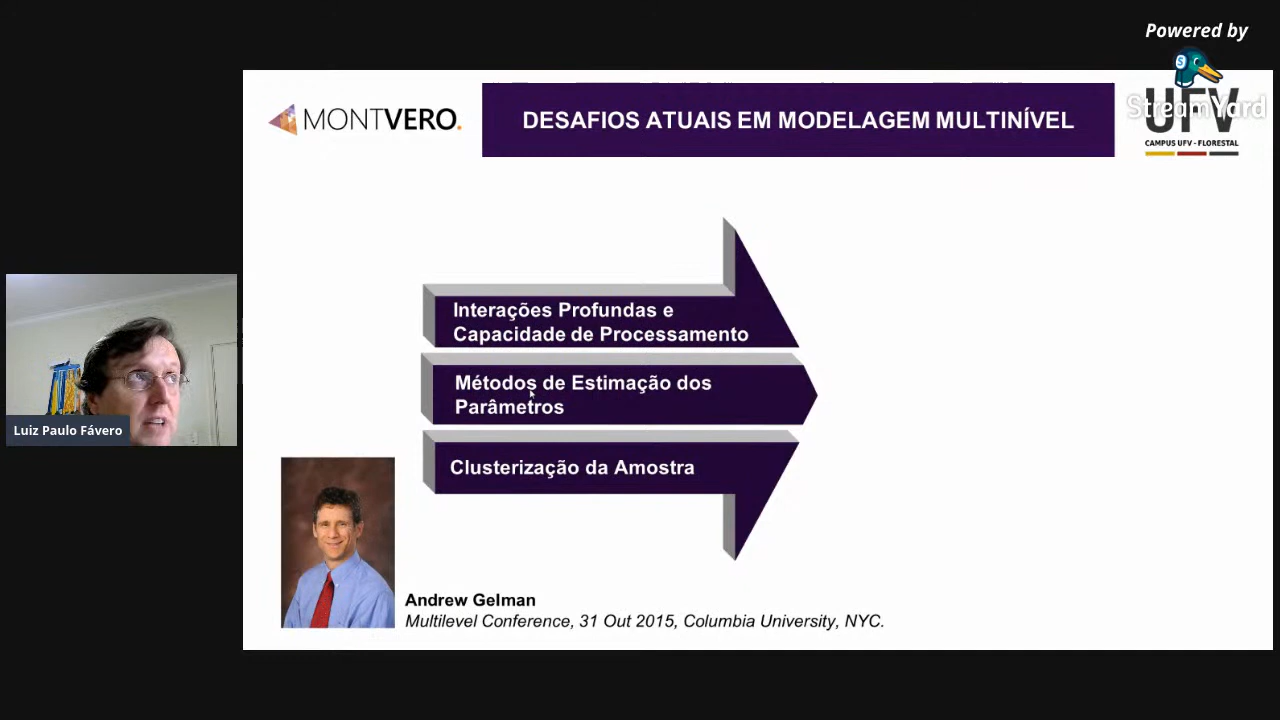 Powered by
StreamYard
MONTVERO.
DESAFIOS ATUAIS EM MODELAGEM MULTINÍVEL
UFV
CAMPUS UFV - FLORESTAL
Interações Profundas e
Capacidade de Processamento
Métodos de Estimação dos
Parâmetros
Clusterização da Amostra
Luiz Paulo Fávero
Andrew Gelman
Multilevel Conference, 31 Out 2015, Columbia University, NYC.